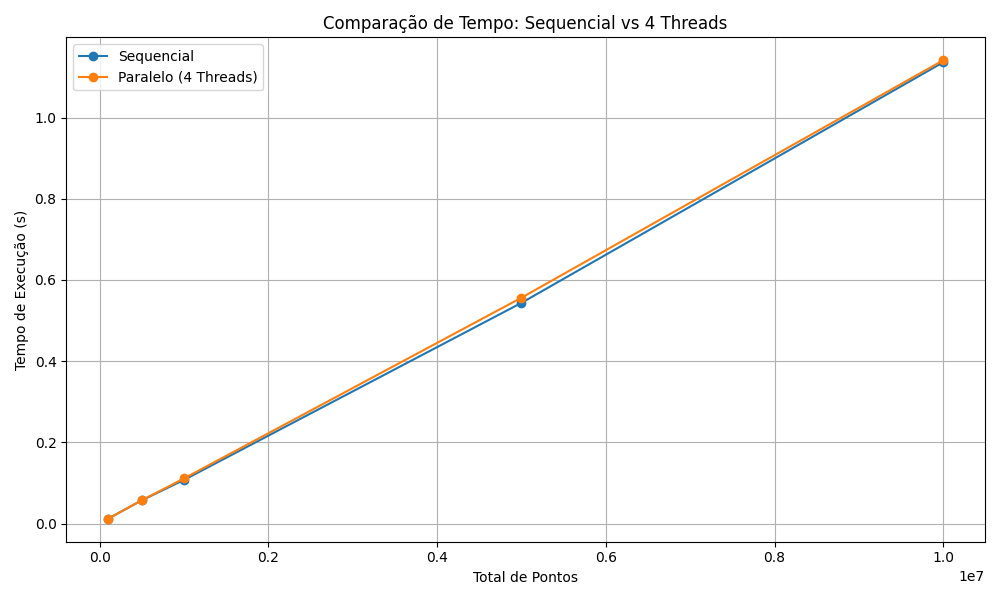 Comparação de Tempo: Sequencial vs 4 Threads
Sequencial
Paralelo (4 Threads)
Tempo de Execução (s)
1.0
0.8
0.6
0.4
0.2
0.0
0.0 0.2 0.4 0.6 0.8 1.0
1e7
Total de Pontos